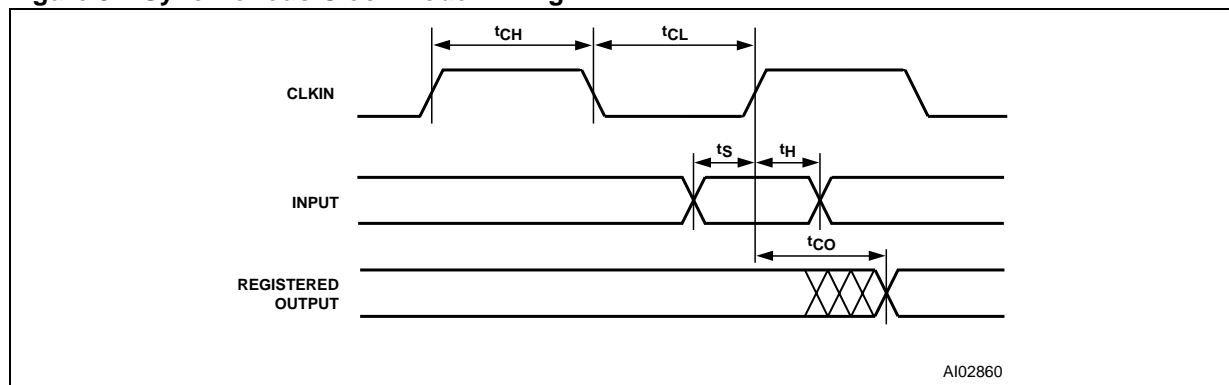 tCH tCL
CLKIN
tS tH
INPUT
tCO
REGISTERED
OUTPUT
AI02860